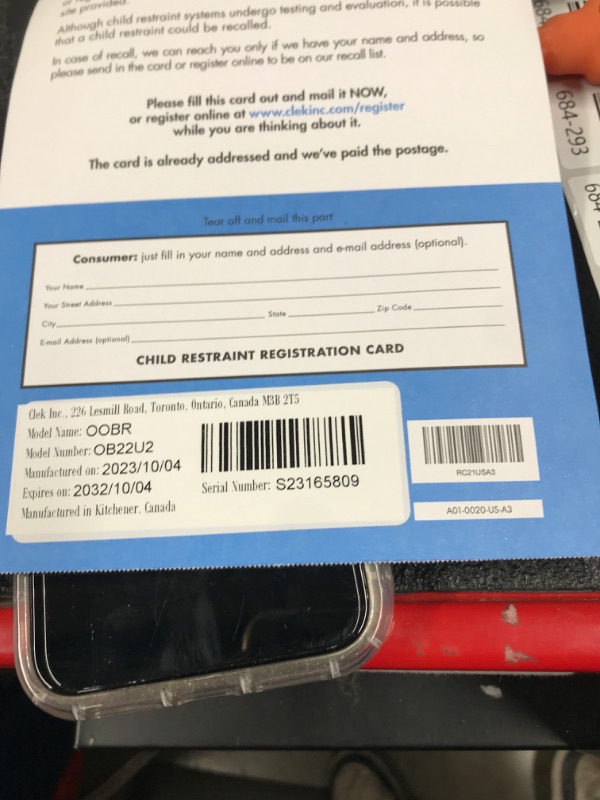 site provided.
Although child restraint systems undergo testing and evaluation, it is possible
that a child restraint could be recalled.
In case of recall, we can reach you only if we have your name and address, so
please send in the card or register online to be on our recall list.
Please fill this card out and mail it NOW,
or register online at www.clekinc.com/register
while you are thinking about it.
The card is already addressed and we've paid the postage.
Tear off and mail this part
Consumer: just fill in your name and address and e-mail address (optional).
Your Name
Your Street Address
City State Zip Code
E-mail Address (optional)
CHILD RESTRAINT REGISTRATION CARD
Clek Inc., 226 Lesmill Road, Toronto, Ontario, Canada M3B 2T5
Model Name: OOBR
Model Number: OB22U2
Manufactured on: 2023/10/04
Expires on: 2032/10/04
Serial Number: S23165809
Manufactured in Kitchener, Canada
RC21USA3
A01-0020-US-A3
684-293
684